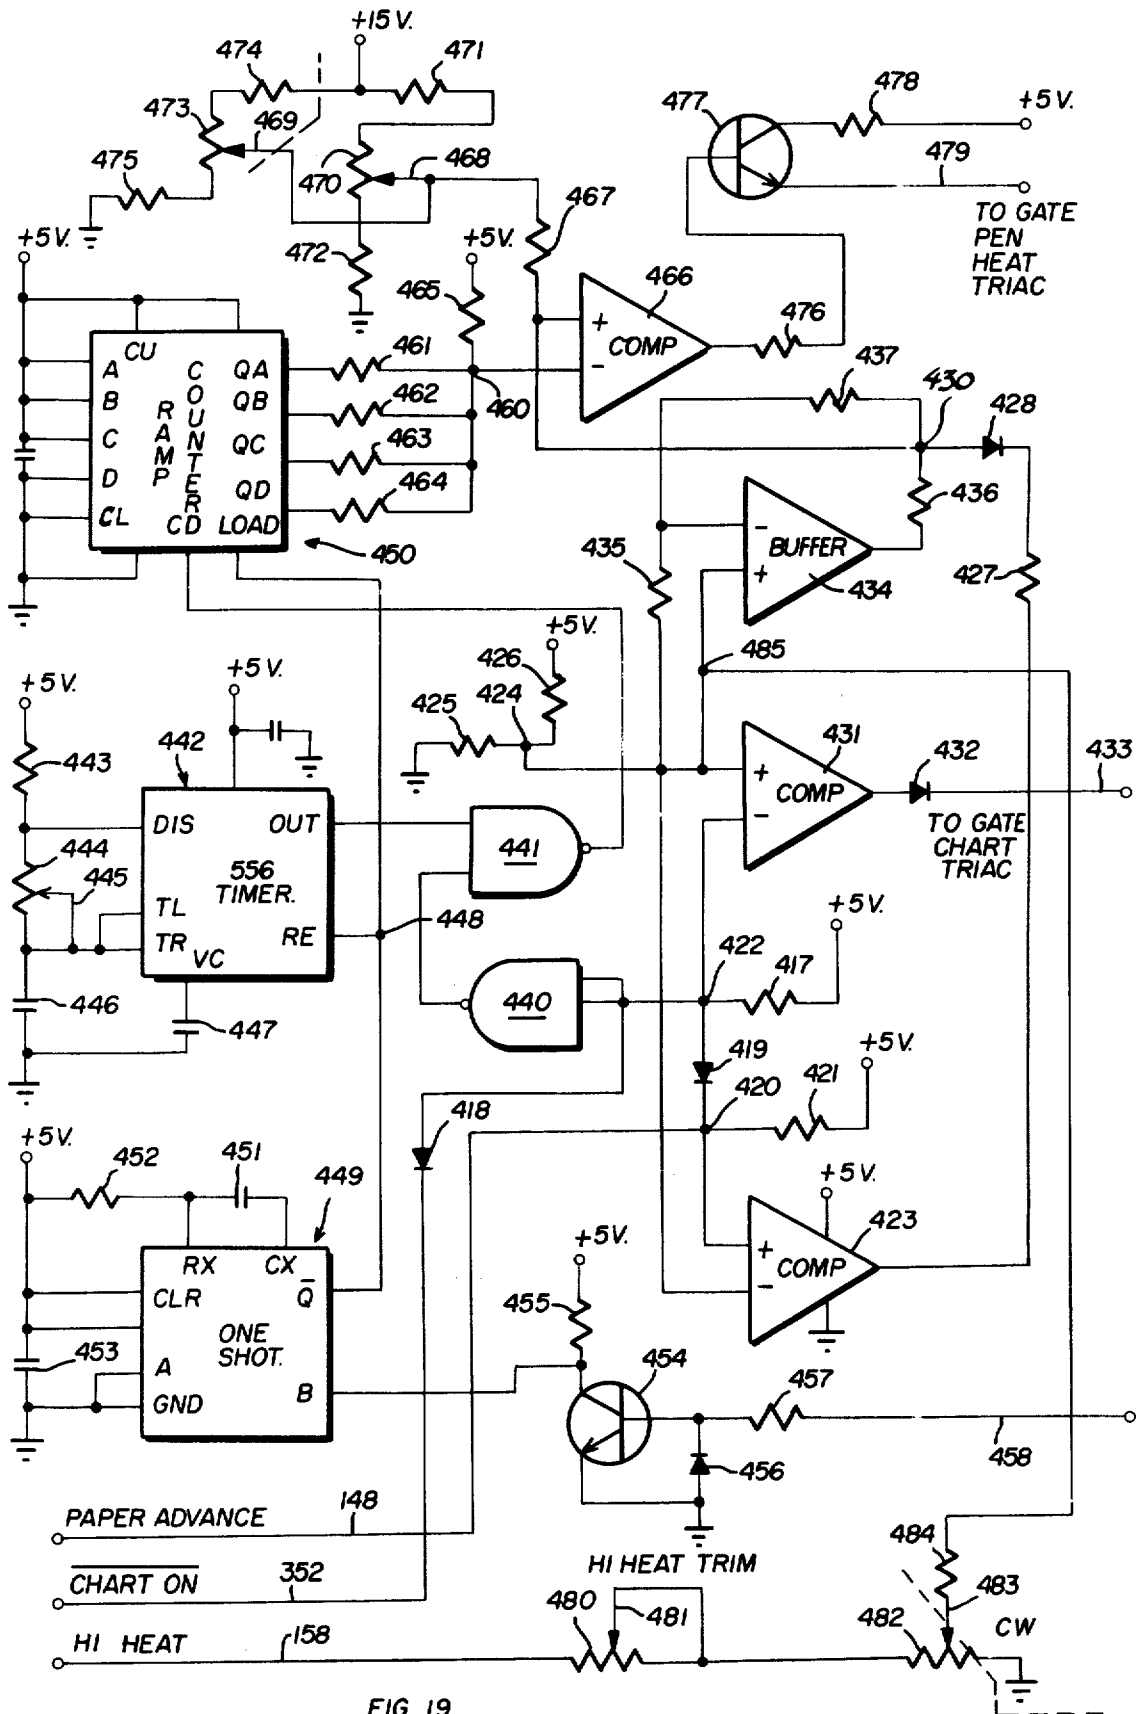 +15 V.
474
471
473
469
477
478
+5V.
475
470
468
479
TO GATE
PEN
HEAT
TRIAC
467
+5V.
472
+5V.
465
466
+
COMP
−
476
CU
461
437
A
B
C
D
CL
RAMP
COUNTER
QA
QB
QC
QD
CD
LOAD
462
460
430
428
463
464
436
450
−
BUFFER
+
434
435
427
+5V.
426
485
+5V.
+5V.
425
424
442
443
431
432
433
+
COMP
−
DIS
OUT
441
TO GATE
CHART
TRIAC
444
445
556
TIMER.
TL
TR
VC
RE
448
+5V.
422
417
446
447
440
419
+5V.
421
418
420
+5V.
452
451
449
+5V.
423
+
COMP
−
RX
CX
+5V.
CLR
Q̅
455
ONE
SHOT.
453
A
GND
B
454
457
456
458
PAPER ADVANCE
148
HI HEAT TRIM
484
CHART ON
352
480
481
483
482
CW
HI HEAT
158
FIG. 19